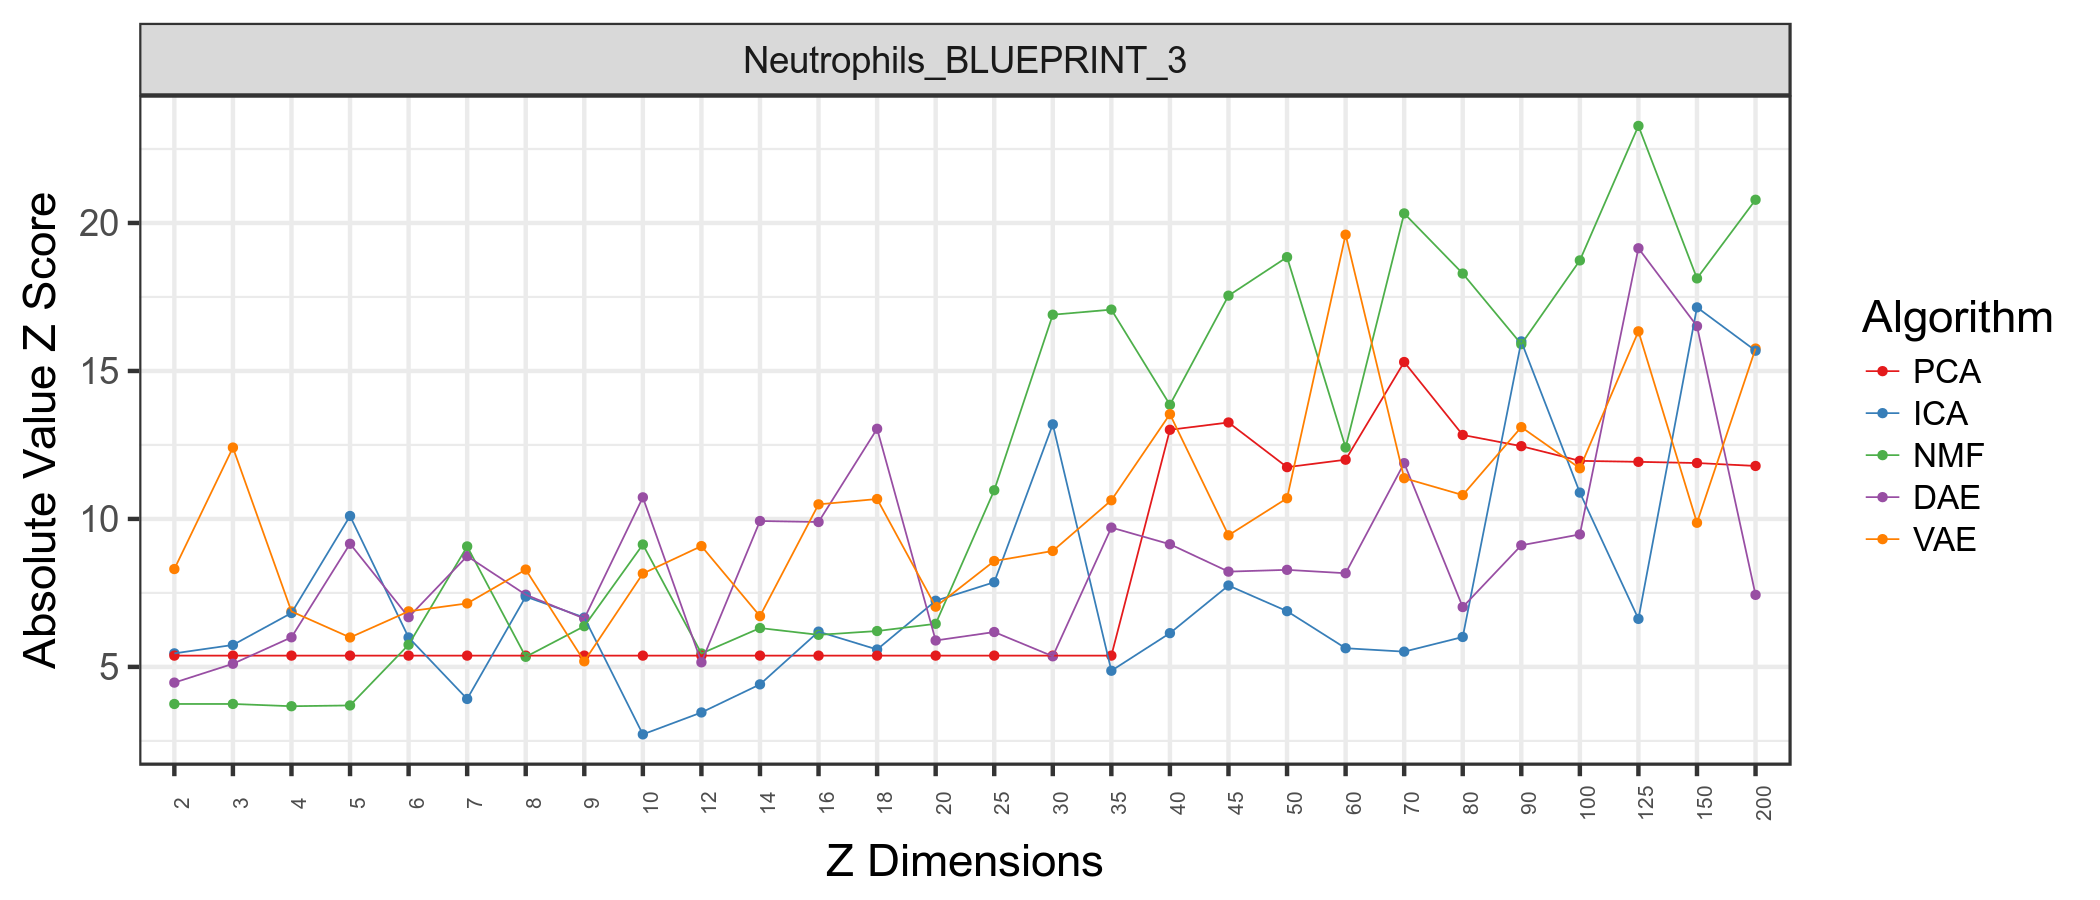 Neutrophils_BLUEPRINT_3
Absolute Value Z Score
20
15
10
5
2 3 4 5 6 7 8 9 10 12 14 16 18 20 25 30 35 40 45 50 60 70 80 90 100 125 150 200
Z Dimensions
Algorithm
PCA
ICA
NMF
DAE
VAE